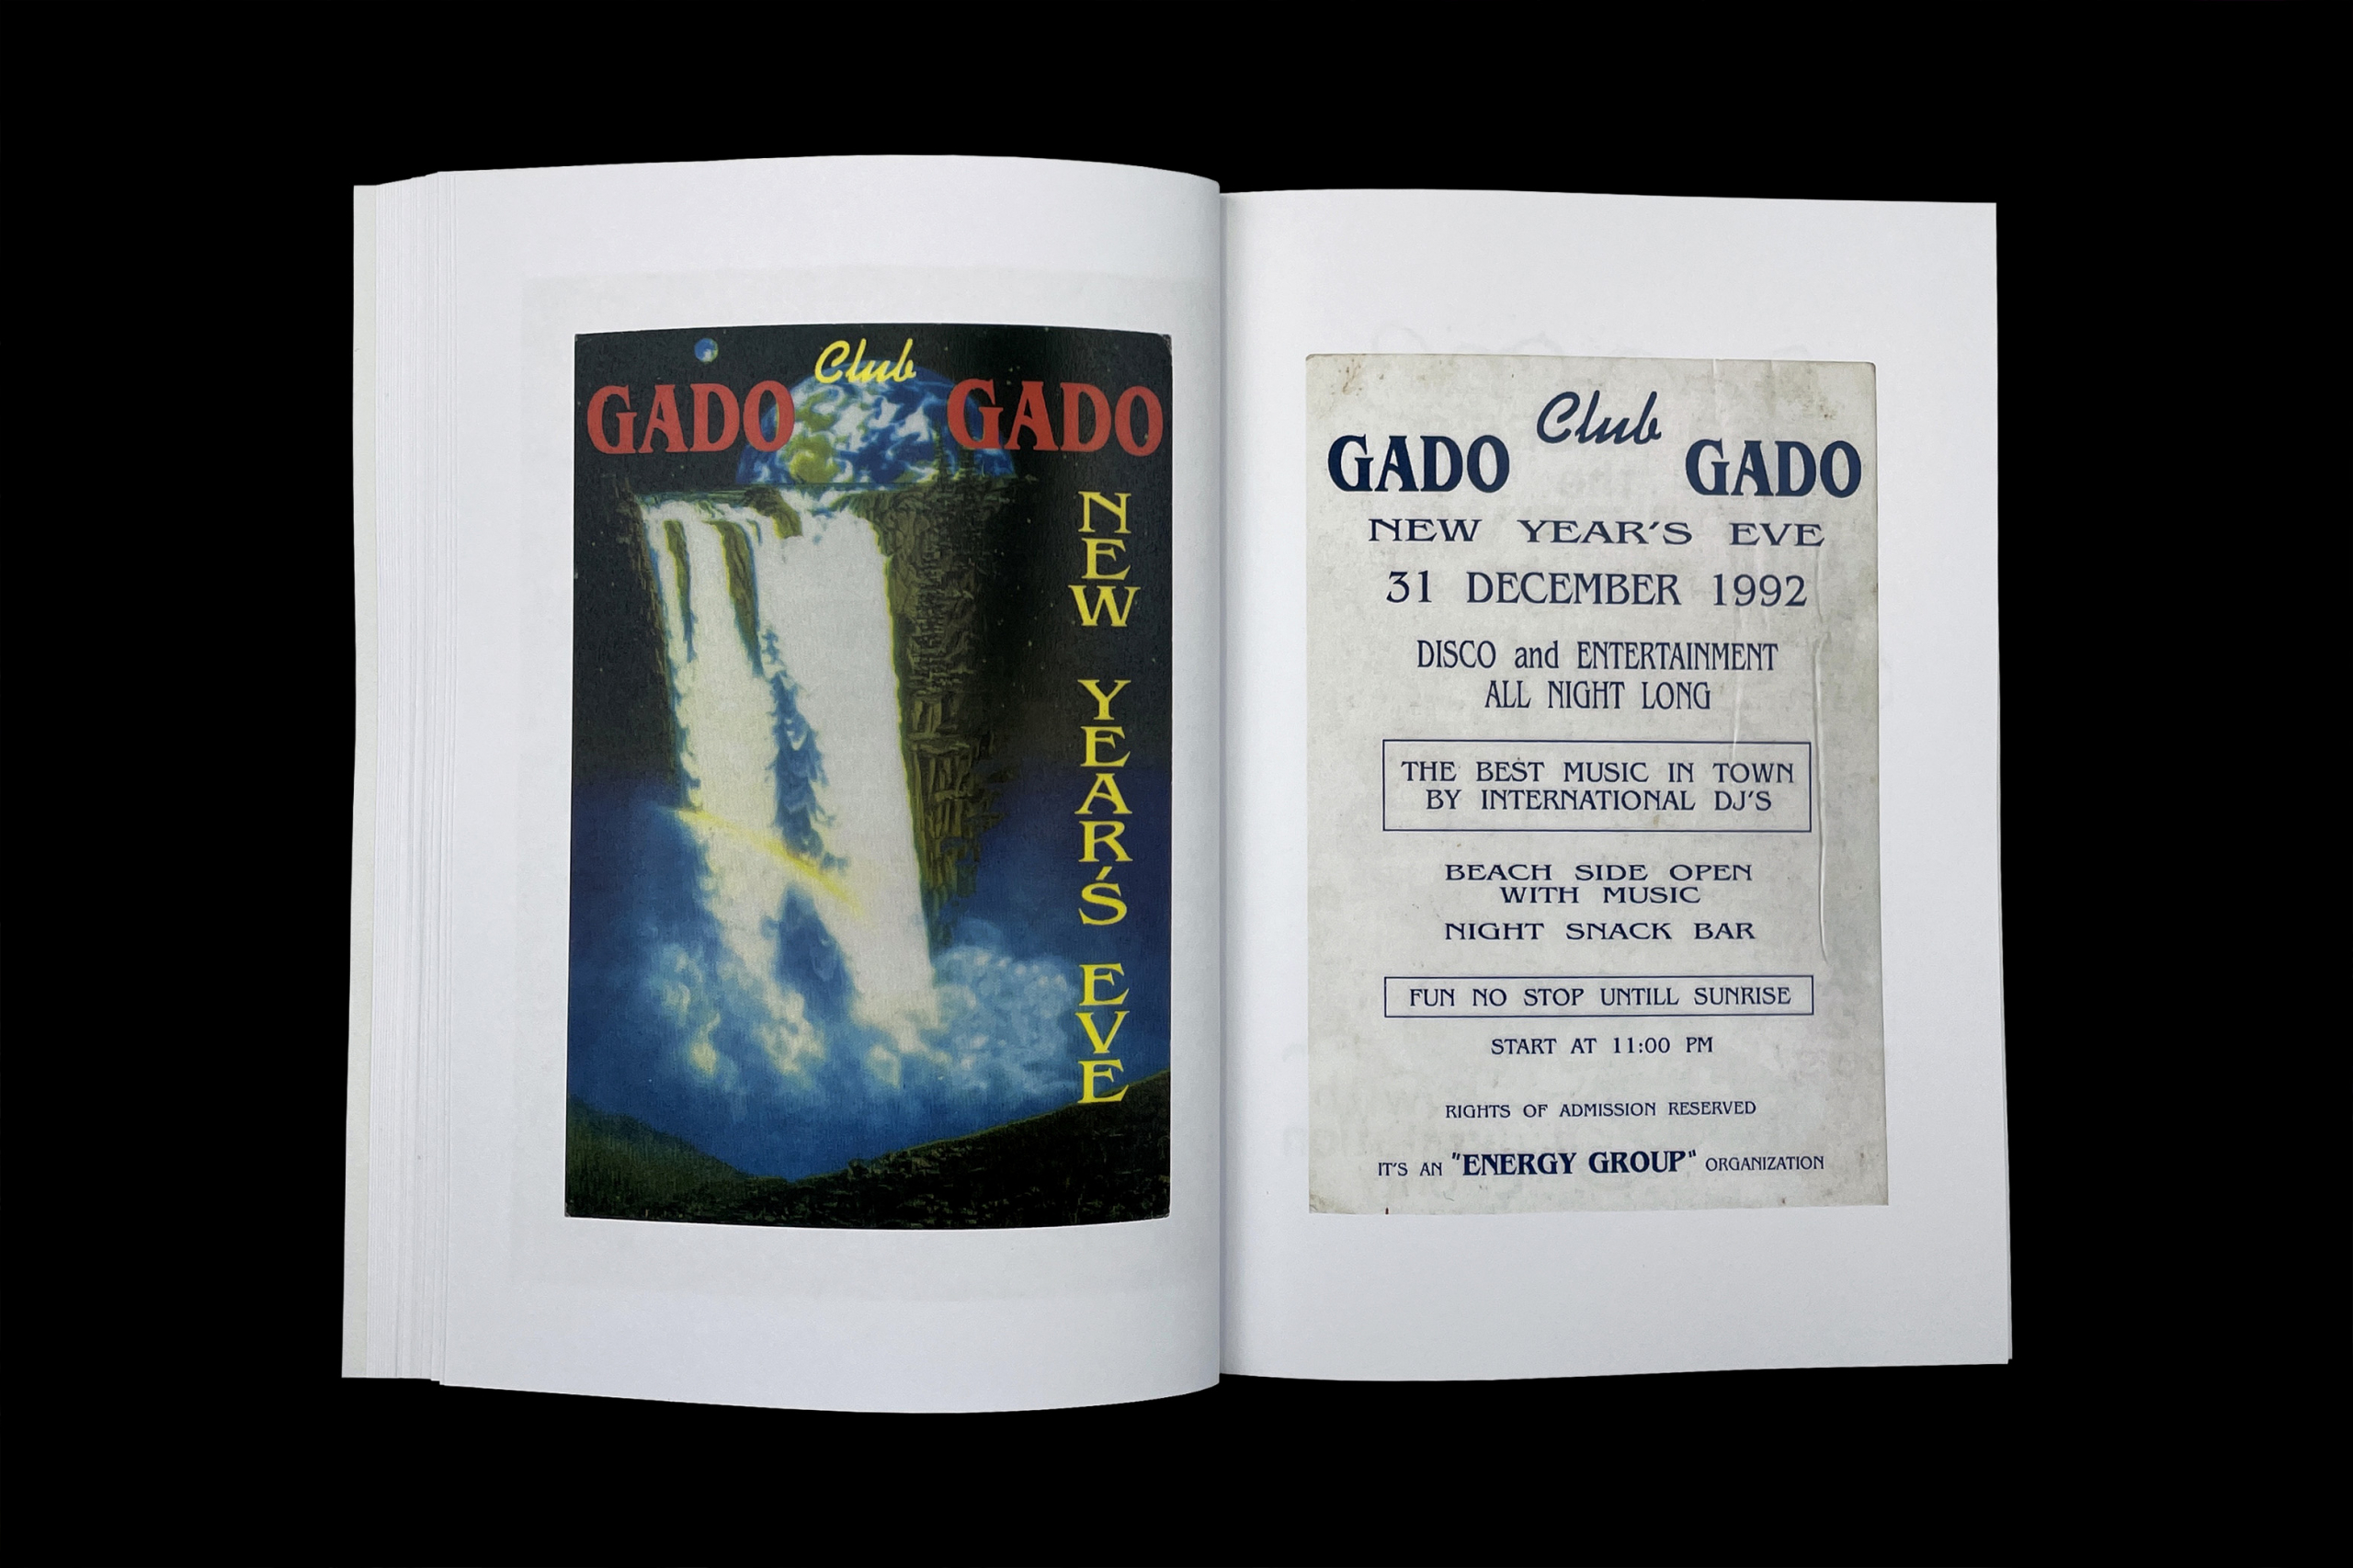 Club
GADO GADO
NEW
YEAR'S
EVE
Club
GADO GADO
NEW YEAR'S EVE
31 DECEMBER 1992
DISCO and ENTERTAINMENT
ALL NIGHT LONG
THE BEST MUSIC IN TOWN
BY INTERNATIONAL DJ'S
BEACH SIDE OPEN
WITH MUSIC
NIGHT SNACK BAR
FUN NO STOP UNTILL SUNRISE
START AT 11:00 PM
RIGHTS OF ADMISSION RESERVED
IT'S AN "ENERGY GROUP" ORGANIZATION